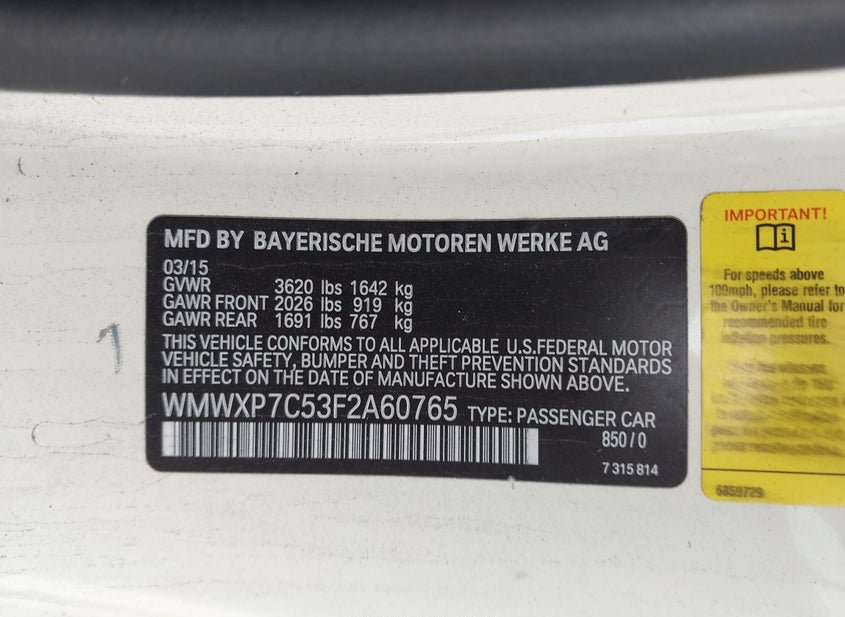 MFD BY BAYERISCHE MOTOREN WERKE AG
03/15
GVWR 3620 lbs 1642 kg
GAWR FRONT 2026 lbs 919 kg
GAWR REAR 1691 lbs 767 kg
THIS VEHICLE CONFORMS TO ALL APPLICABLE U.S.FEDERAL MOTOR
VEHICLE SAFETY, BUMPER AND THEFT PREVENTION STANDARDS
IN EFFECT ON THE DATE OF MANUFACTURE SHOWN ABOVE.
WMWXP7C53F2A60765 TYPE: PASSENGER CAR
850 / 0
7 315 814
1
IMPORTANT!
i
For speeds above
100mph, please refer to
the Owner's Manual for
recommended tire
inflation pressures.
6859729